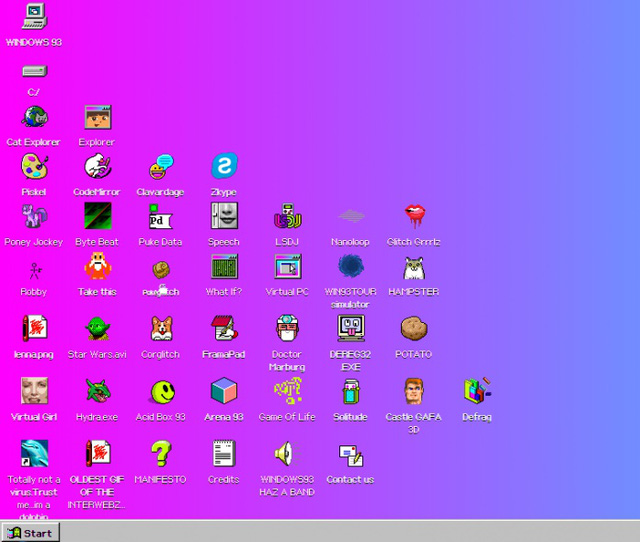 WINDOWS 93
C:/
Cat Explorer
Explorer
Piskel
CodeMirror
Clavardage
Zkype
Poney Jockey
Byte Beat
Puke Data
Speech
LSDJ
Nanoloop
Glitch Grrrlz
Robby
Take this
What If?
Virtual PC
WIN93TOUR
simulator
HAMPSTER
lenna.png
Star Wars.avi
Corglitch
FramaPad
Doctor
Marburg
DEREG32
.EXE
POTATO
Virtual Girl
Hydra.exe
Acid Box 93
Arena 93
Game Of Life
Solitude
Castle GAFA
3D
Defrag
Totally not a
virus.Trust
me...im a
dolphin
OLDEST GIF
OF THE
INTERWEBZ...
MANIFESTO
Credits
WINDOWS93
HAZ A BAND
Contact us
Start